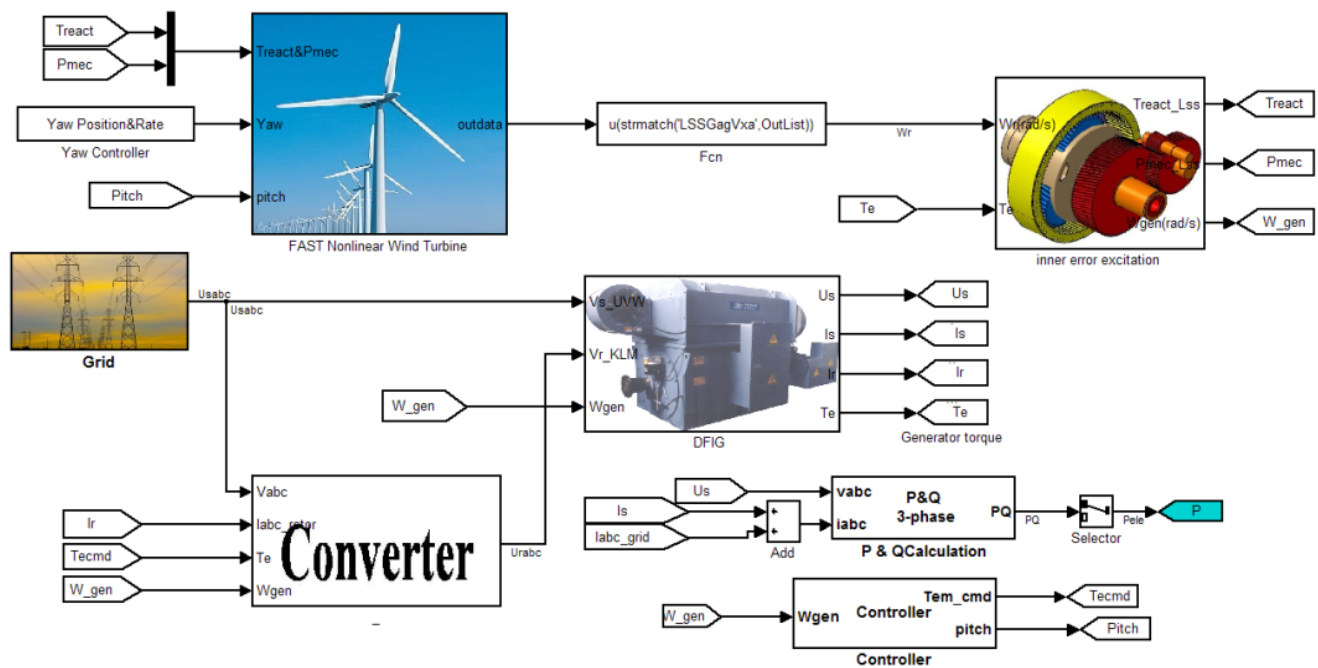 Treact
Pmec
Treact&Pmec
Yaw Position&Rate
Yaw Controller
Yaw
Pitch
pitch
outdata
FAST Nonlinear Wind Turbine
u(strmatch('LSSGagVxa',OutList))
Fcn
Wr
Wr(rad/s)
Te
Te
Treact_Lss
Pmec_Lss
Wgen(rad/s)
inner error excitation
Treact
Pmec
W_gen
Grid
Usabc
Usabc
Vs_UVW
Vr_KLM
Wgen
W_gen
Us
Is
Ir
Te
DFIG
Us
Is
Ir
Te
Generator torque
Ir
Tecmd
W_gen
Vabc
Iabc_rotor
Te
Wgen
Converter
Urabc
Us
Is
Iabc_grid
Add
vabc
iabc
P&Q
3-phase
PQ
P & QCalculation
PQ
Selector
Pele
P
W_gen
Wgen
Controller
Tem_cmd
pitch
Controller
Tecmd
Pitch